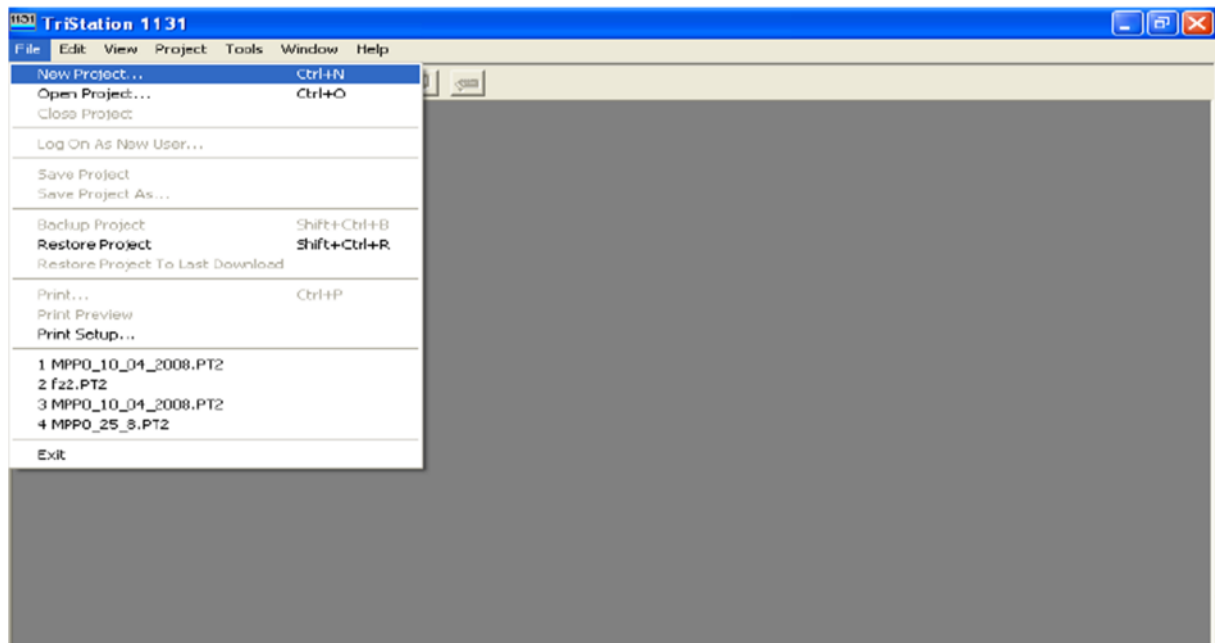 1131 TriStation 1131
File Edit View Project Tools Window Help
New Project... Ctrl+N
Open Project... Ctrl+O
Close Project
Log On As New User...
Save Project
Save Project As...
Backup Project Shift+Ctrl+B
Restore Project Shift+Ctrl+R
Restore Project To Last Download
Print... Ctrl+P
Print Preview
Print Setup...
1 MPP0_10_04_2008.PT2
2 fz2.PT2
3 MPP0_10_04_2008.PT2
4 MPP0_25_8.PT2
Exit